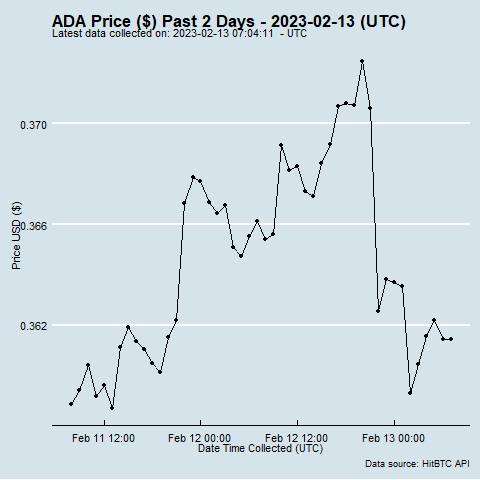 ADA Price ($) Past 2 Days - 2023-02-13 (UTC)
Latest data collected on: 2023-02-13 07:04:11 - UTC
0.370
0.366
0.362
Price USD ($)
Feb 11 12:00 Feb 12 00:00 Feb 12 12:00 Feb 13 00:00
Date Time Collected (UTC)
Data source: HitBTC API